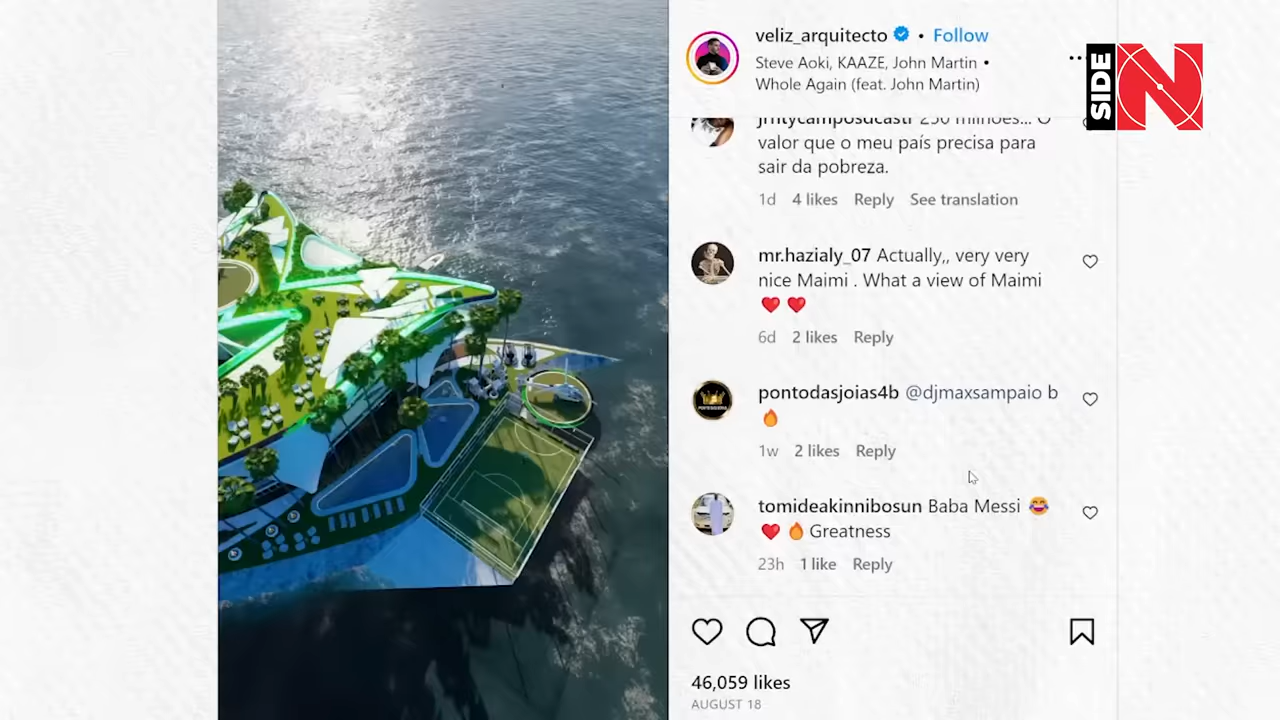 veliz_arquitecto • Follow
Steve Aoki, KAAZE, John Martin •
Whole Again (feat. John Martin)
SIDE N
250 milhões... O
valor que o meu país precisa para
sair da pobreza.
1d 4 likes Reply See translation
mr.hazialy_07 Actually,, very very
nice Maimi . What a view of Maimi
❤️ ❤️
6d 2 likes Reply
pontodasjoias4b @djmaxsampaio b
🔥
1w 2 likes Reply
tomideakinnibosun Baba Messi 😂
❤️ 🔥 Greatness
23h 1 like Reply
46,059 likes
AUGUST 18